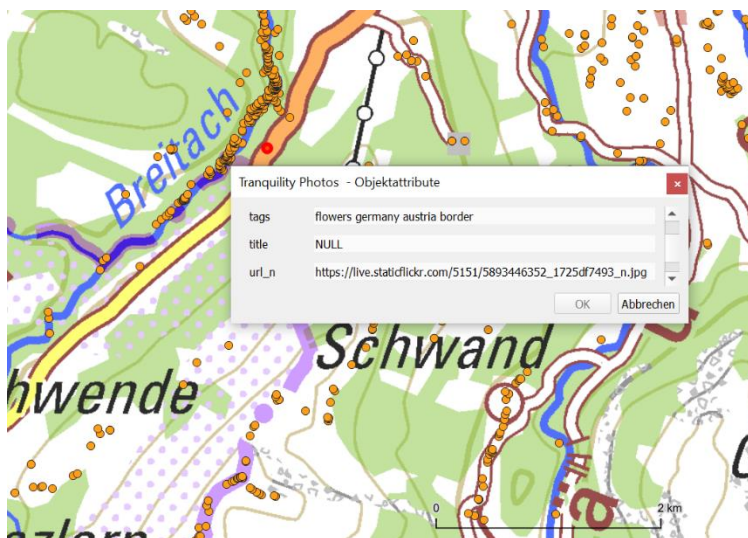 Breitach
Tranquility Photos - Objektattribute
tags flowers germany austria border
title NULL
url_n https://live.staticflickr.com/5151/5893446352_1725df7493_n.jpg
OK Abbrechen
Schwand
hwende
0 2 km